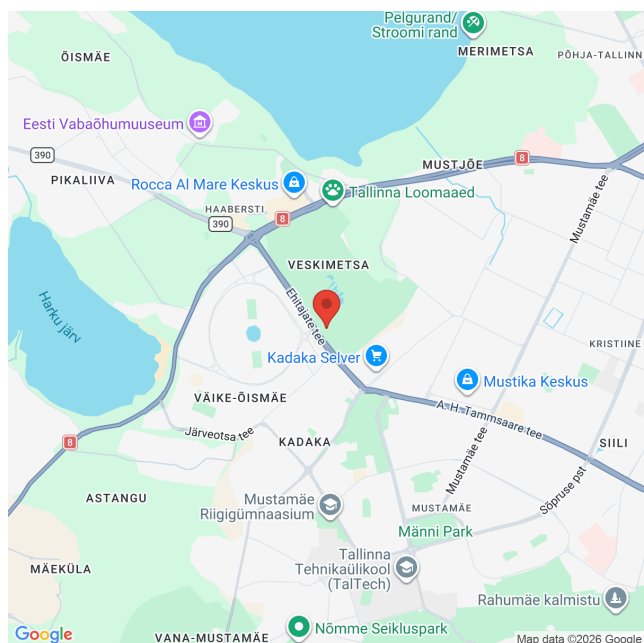 Pelgurand/
Stroomi rand
MERIMETSA
PÕHJA-TALLINN
ÕISMÄE
Eesti Vabaõhumuuseum
390
8
MUSTJÕE
PIKALIIVA
Rocca Al Mare Keskus
Tallinna Loomaaed
HAABERSTI
390
8
Mustamäe tee
VESKIMETSA
Harku järv
Ehitajate tee
Kadaka Selver
KRISTIINE
Mustika Keskus
VÄIKE-ÕISMÄE
A. H. Tammsaare tee
Järveotsa tee
KADAKA
8
SIILI
Mustamäe tee
Sõpruse pst
ASTANGU
Mustamäe
Riigigümnaasium
MUSTAMÄE
Männi Park
Tallinna
Tehnikaülikool
(TalTech)
MÄEKÜLA
Rahumäe kalmistu
Nõmme Seikluspark
VANA-MUSTAMÄE
Google
Map data ©2026 Google